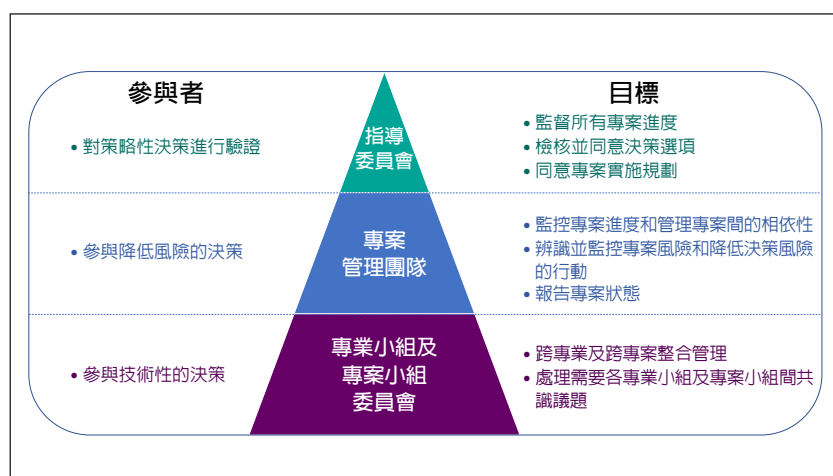 參與者
目標
指導
委員會
• 對策略性決策進行驗證
• 監督所有專案進度
• 檢核並同意決策選項
• 同意專案實施規劃
專案
管理團隊
• 參與降低風險的決策
• 監控專案進度和管理專案間的相依性
• 辨識並監控專案風險和降低決策風險
的行動
• 報告專案狀態
專業小組及
專案小組
委員會
• 參與技術性的決策
• 跨專業及跨專案整合管理
• 處理需要各專業小組及專案小組間共
識議題